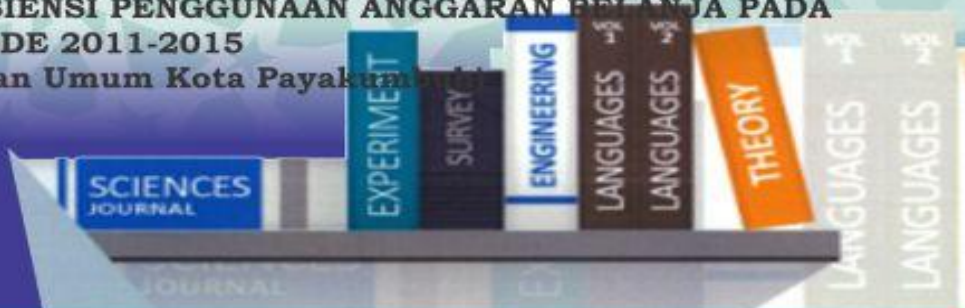 SIENSI PENGGUNAAN ANGGARAN BELANJA PADA
DE 2011-2015
an Umum Kota Payakumbuh
SCIENCES
JOURNAL
EXPERIMENT
SURVEY
ENGINEERING
LANGUAGES
VOL 1
LANGUAGES
VOL 2
THEORY
LANGUAGES
VOL 1
LANGUAGES
VOL 2
JOURNAL